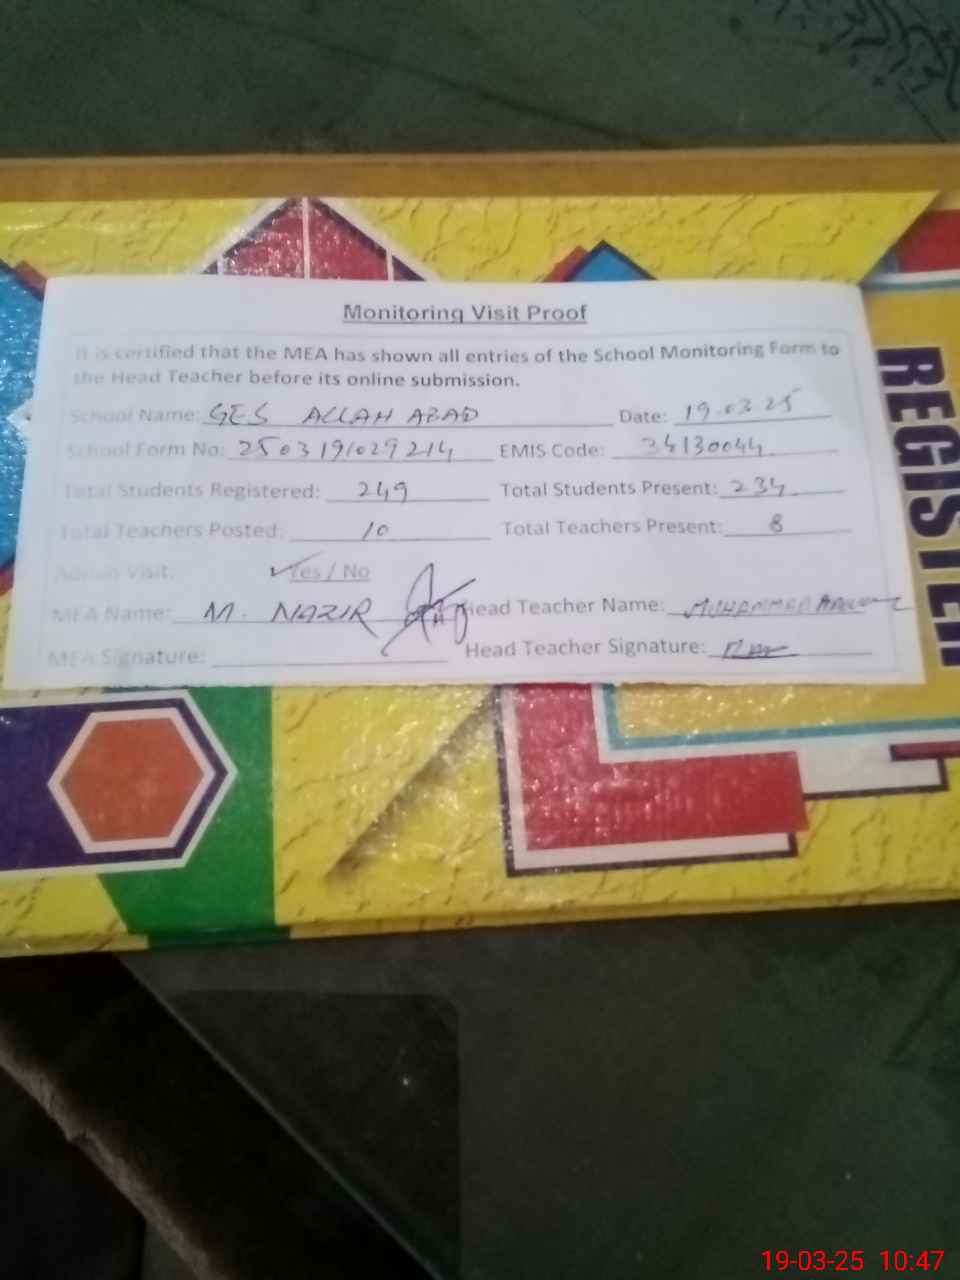 Monitoring Visit Proof
It is certified that the MEA has shown all entries of the School Monitoring Form to
the Head Teacher before its online submission.
School Name: GES ALLAH ABAD Date: 19.03.25
School Form No: 2503191029214 EMIS Code: 34130044
Total Students Registered: 249 Total Students Present: 234
Total Teachers Posted: 10 Total Teachers Present: 8
Admin Visit: Yes / No
MEA Name: M. NAZIR Head Teacher Name: MUHAMMAD
MEA Signature: Head Teacher Signature:
REGISTER
19-03-25 10:47